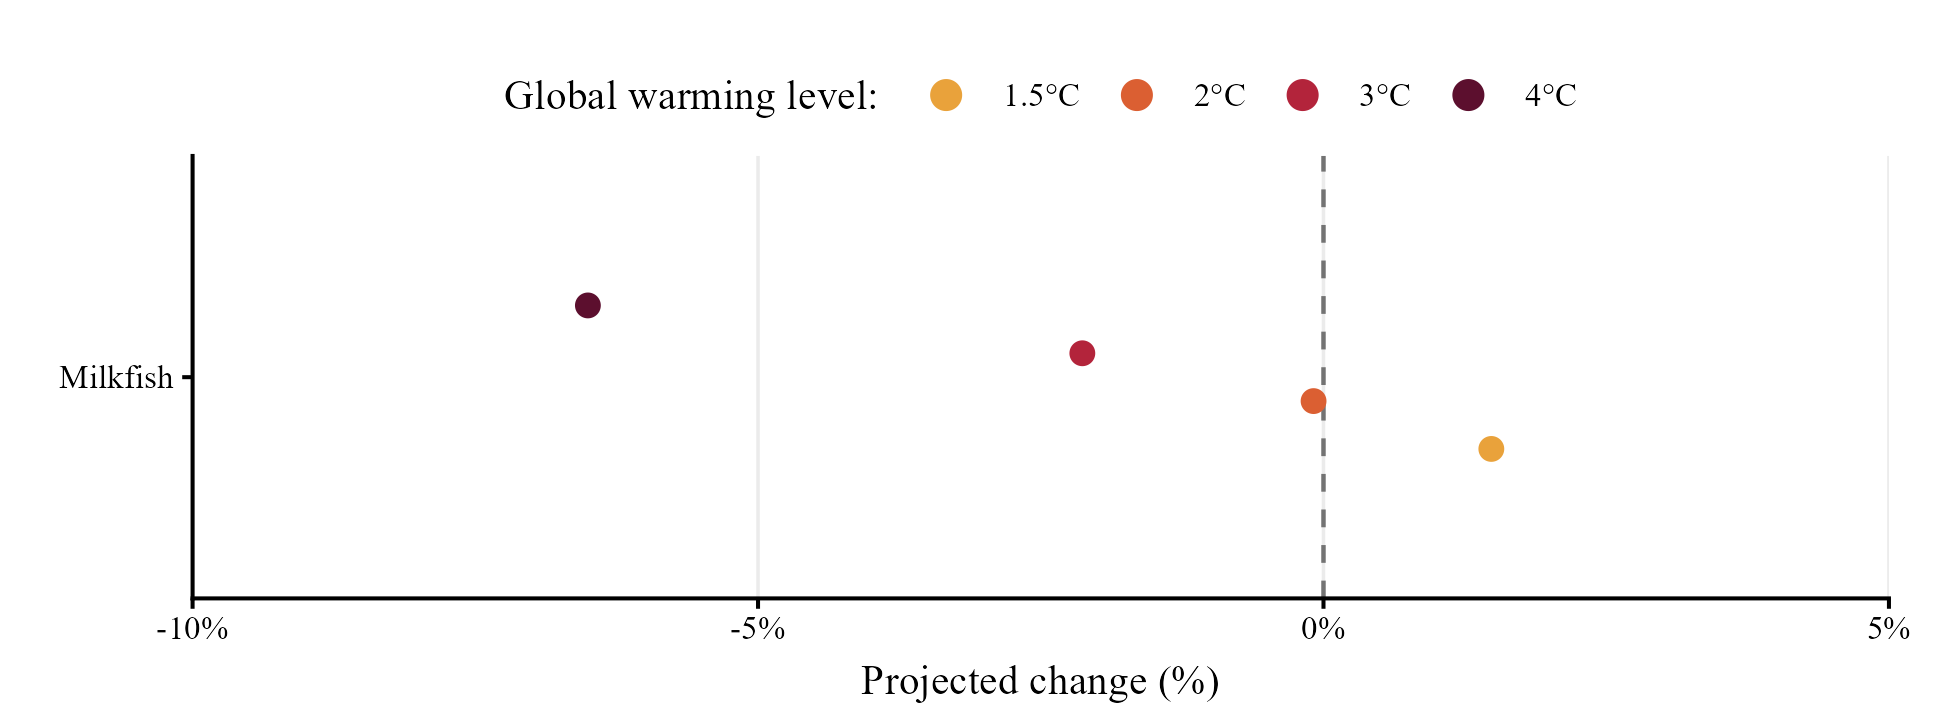 Global warming level: 1.5°C 2°C 3°C 4°C
Milkfish
-10% -5% 0% 5%
Projected change (%)